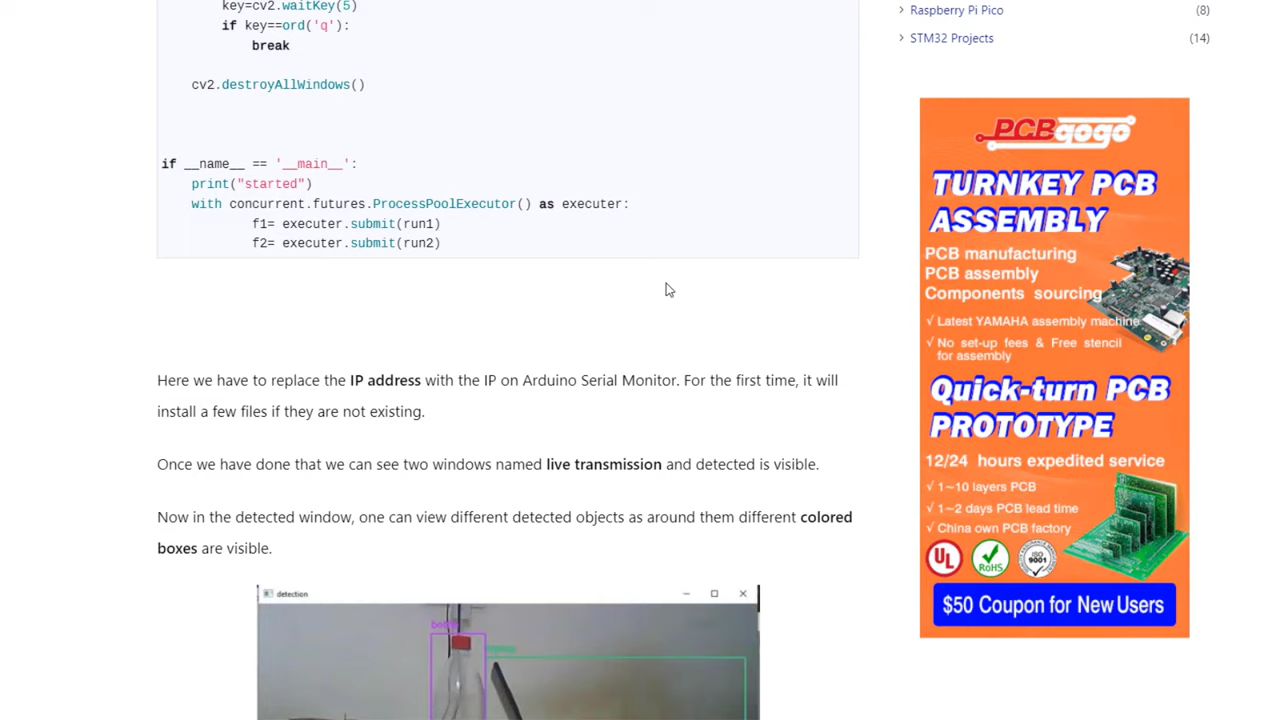 key=cv2.waitKey(5)
if key==ord('q'):
break
cv2.destroyAllWindows()
if __name__ == '__main__':
print("started")
with concurrent.futures.ProcessPoolExecutor() as executer:
f1= executer.submit(run1)
f2= executer.submit(run2)
Here we have to replace the IP address with the IP on Arduino Serial Monitor. For the first time, it will
install a few files if they are not existing.
Once we have done that we can see two windows named live transmission and detected is visible.
Now in the detected window, one can view different detected objects as around them different colored
boxes are visible.
detection
Raspberry Pi Pico (8)
STM32 Projects (14)
PCBgogo
TURNKEY PCB
ASSEMBLY
PCB manufacturing
PCB assembly
Components sourcing
√ Latest YAMAHA assembly machine
√ No set-up fees & Free stencil
for assembly
Quick-turn PCB
PROTOTYPE
12/24 hours expedited service
√ 1~10 layers PCB
√ 1~2 days PCB lead time
√ China own PCB factory
UL
RoHS
ISO
9001
$50 Coupon for New Users